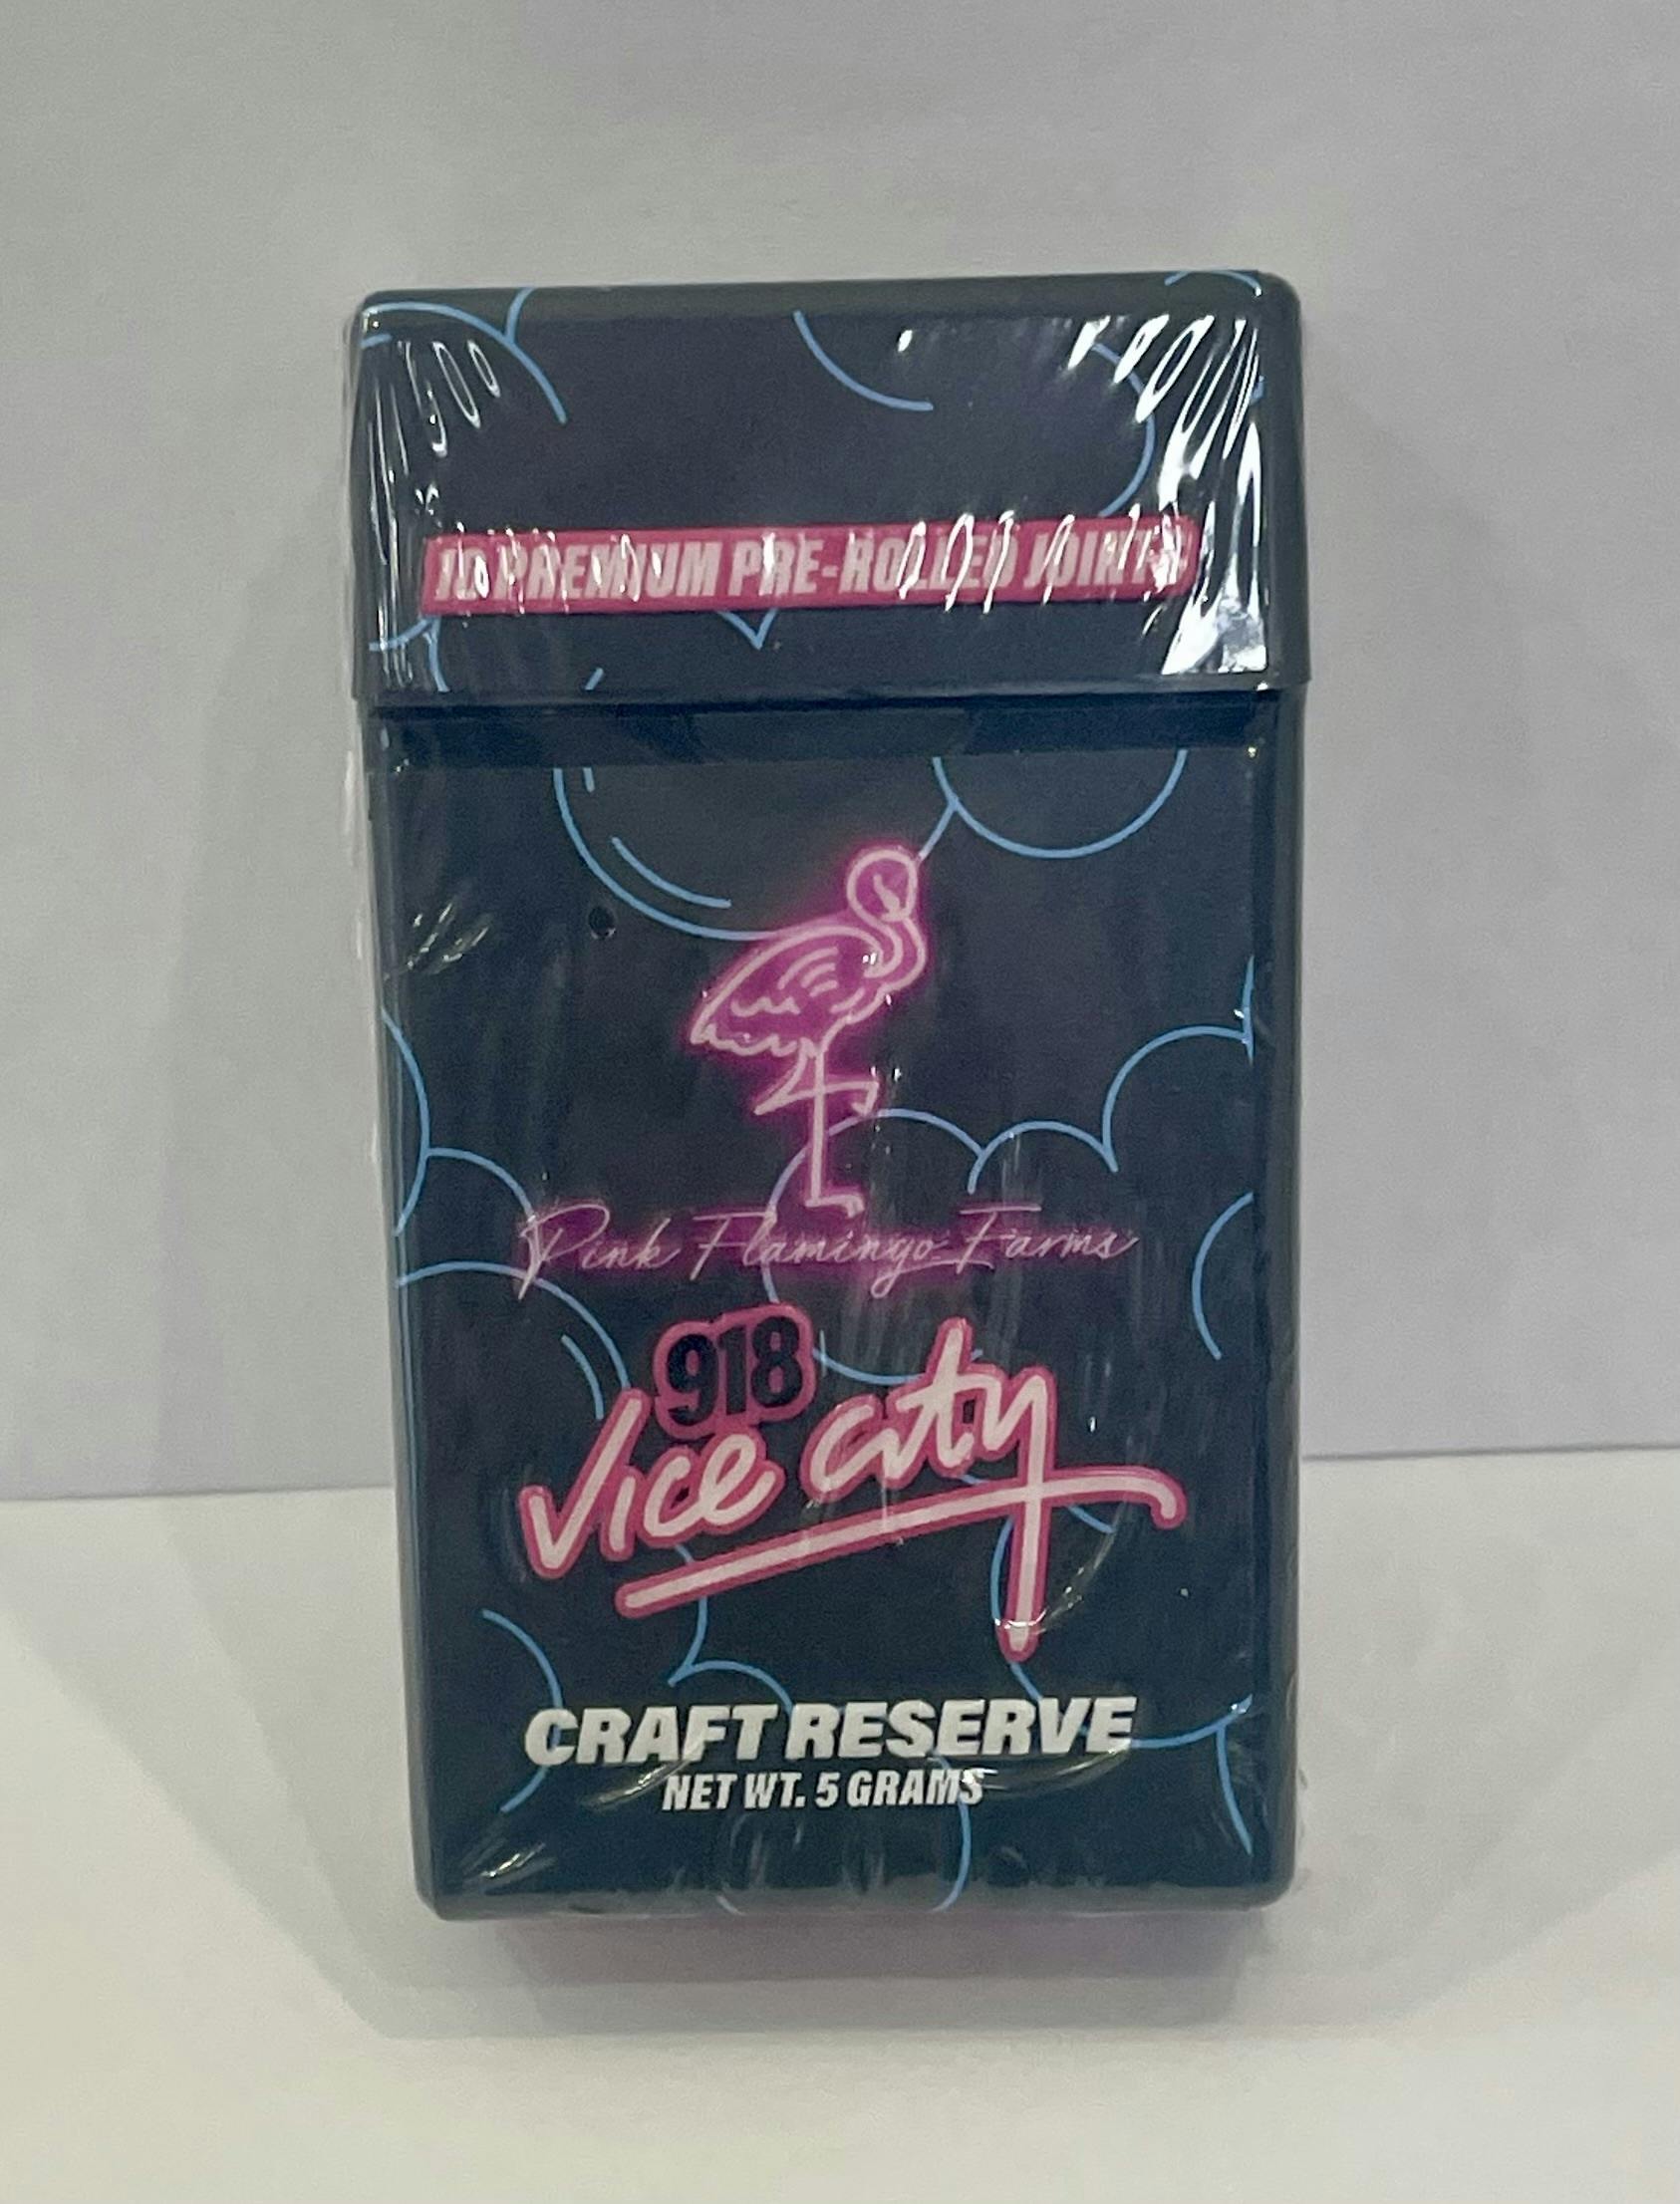 10 PREMIUM PRE-ROLLED JOINTS
Pink Flamingo Farms
918
Vice city
CRAFT RESERVE
NET WT. 5 GRAMS